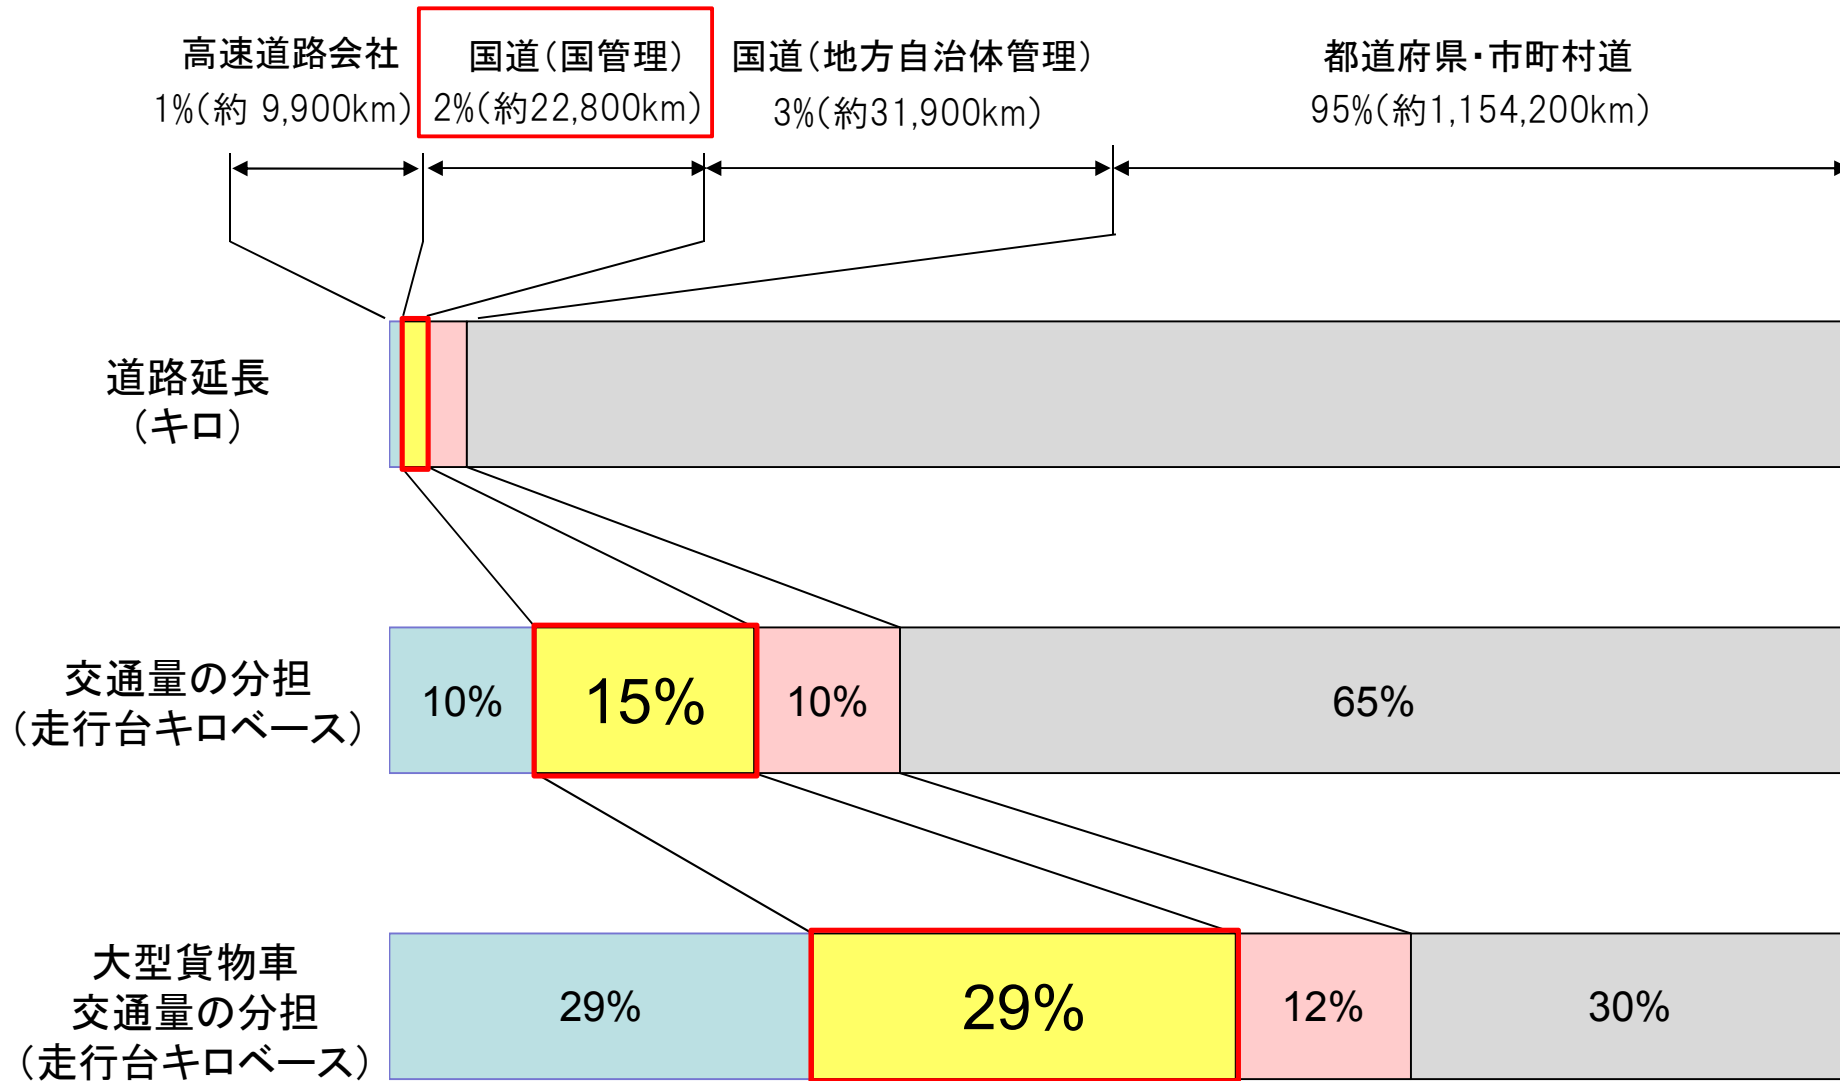 高速道路会社
1%(約 9,900km)
国道(国管理)
2%(約22,800km)
国道(地方自治体管理)
3%(約31,900km)
都道府県・市町村道
95%(約1,154,200km)
道路延長
(キロ)
交通量の分担
(走行台キロベース)
10%
15%
10%
65%
大型貨物車
交通量の分担
(走行台キロベース)
29%
29%
12%
30%